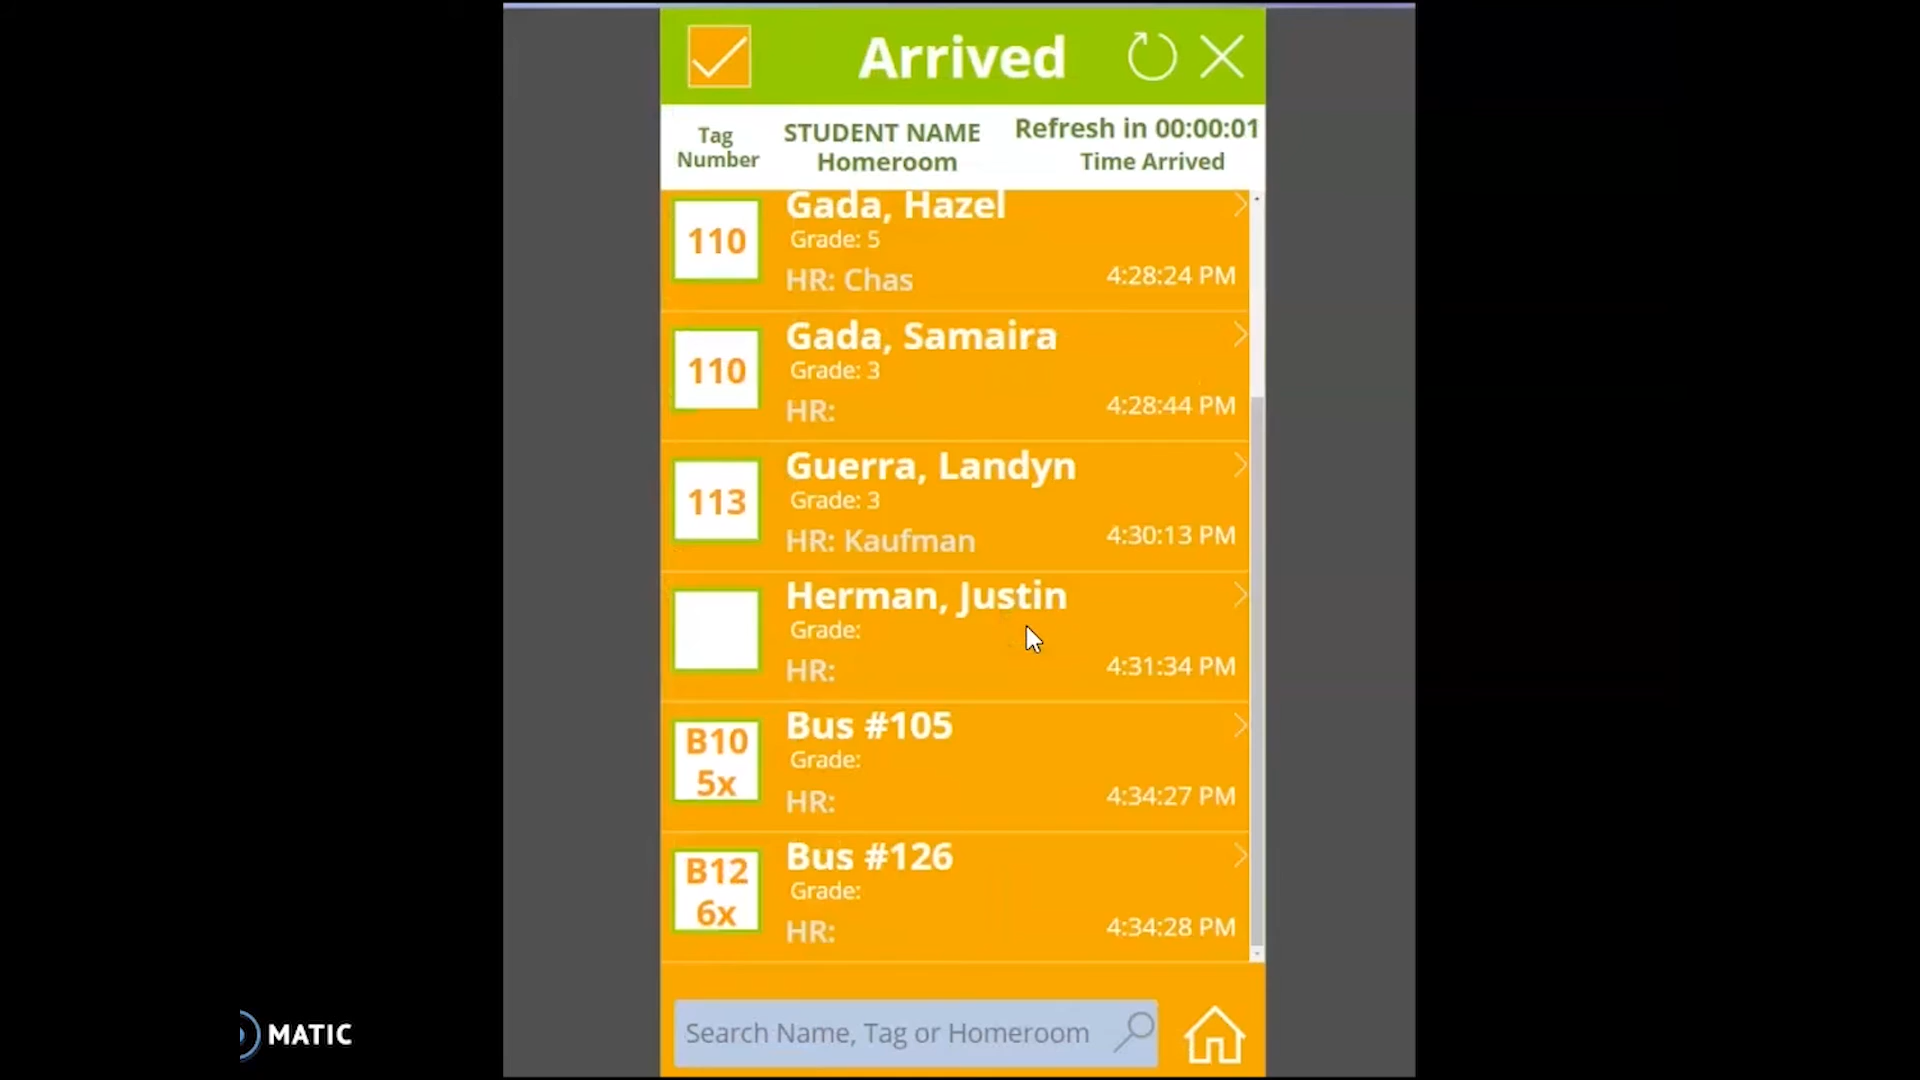 Arrived
Tag Number
STUDENT NAME
Homeroom
Refresh in 00:00:01
Time Arrived
110
Gada, Hazel
Grade: 5
HR: Chas
4:28:24 PM
110
Gada, Samaira
Grade: 3
HR:
4:28:44 PM
113
Guerra, Landyn
Grade: 3
HR: Kaufman
4:30:13 PM
Herman, Justin
Grade:
HR:
4:31:34 PM
B10
5x
Bus #105
Grade:
HR:
4:34:27 PM
B12
6x
Bus #126
Grade:
HR:
4:34:28 PM
Search Name, Tag or Homeroom
MATIC